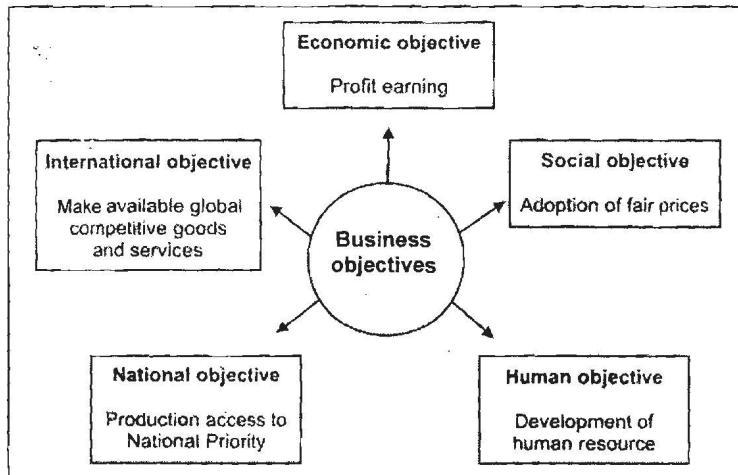 Economic objective
Profit earning
International objective
Make available global
competitive goods
and services
Social objective
Adoption of fair prices
Business
objectives
National objective
Production access to
National Priority
Human objective
Development of
human resource